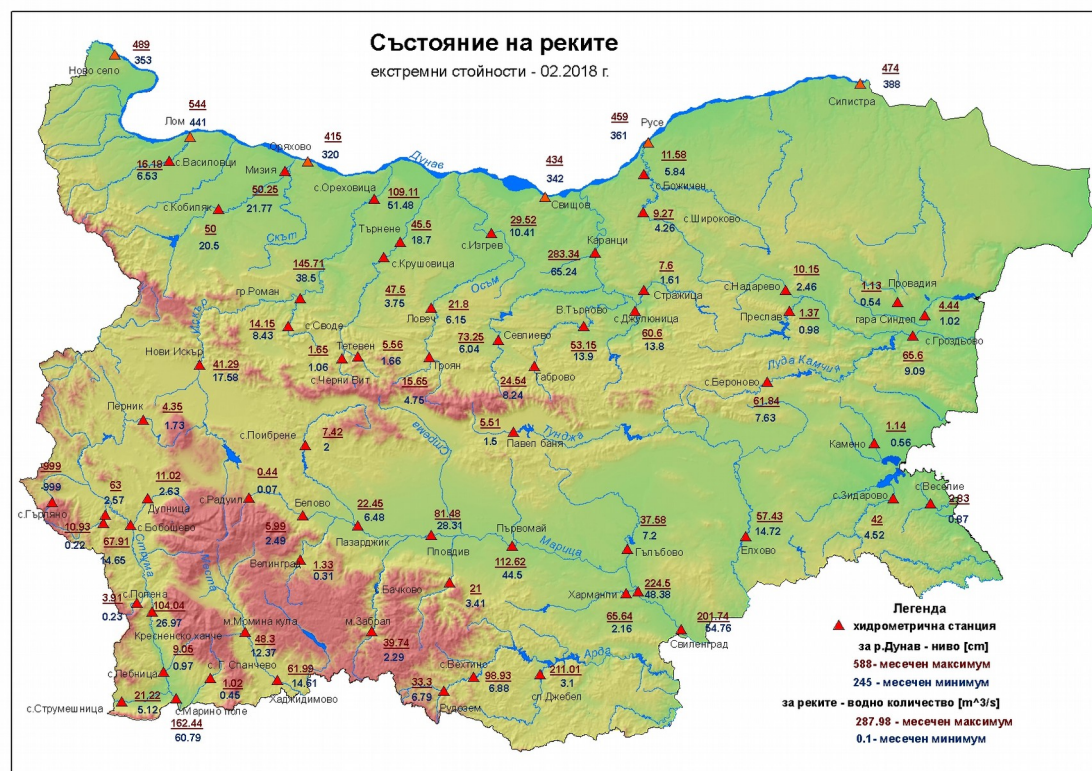 Състояние на реките
екстремни стойности - 02.2018 г.
489
353
Ново село
474
388
Силистра
544
441
Лом
459
361
Русе
415
320
Оряхово
Дунав
434
342
Свищов
16.18
6.53
с.Василовци
Мизия
50.25
21.77
с.Кобиляк
50
20.5
Скът
с.Ореховица
109.11
51.48
11.58
5.84
с.Божичен
9.27
4.26
с.Широково
Търнене
45.5
18.7
с.Крушовица
29.52
10.41
с.Изгрев
283.34
65.24
Каранци
145.71
38.5
гр.Роман
47.5
3.75
Осъм
7.6
1.61
Стражица
10.15
2.46
с.Надарево
1.13
0.54
Провадия
14.15
8.43
с.Своде
21.8
6.15
Ловеч
В.Търново
53.15
13.9
с.Джулюница
60.6
13.8
Преслав
1.37
0.98
4.44
1.02
гара Синдел
с.Гроздьово
65.6
9.09
Искър
Нови Искър
41.29
17.58
1.65
1.06
Тетевен
5.56
1.66
с.Черни Вит
73.25
6.04
Севлиево
Троян
15.65
4.75
24.54
8.24
Габрово
Луда Камчия
с.Бероново
61.84
7.63
Перник
4.35
1.73
с.Поибрене
7.42
2
Стряма
5.51
1.5
Павел баня
Тунджа
1.14
0.56
Камено
999
999
с.Гърляно
63
2.57
11.02
2.63
Дупница
с.Радуил
0.44
0.07
Белово
22.45
6.48
Пазарджик
81.48
28.31
Пловдив
Първомай
112.62
44.5
Марица
37.58
7.2
Гълъбово
57.43
14.72
Елхово
с.Зидарово
42
4.52
с.Веселие
2.83
0.87
10.93
0.22
67.91
14.65
с.Бобошево
Струма
Места
5.99
2.49
Велинград
1.33
0.31
Бачково
21
3.41
Харманли
65.64
2.16
224.5
48.38
201.74
54.76
Свиленград
3.91
0.23
с.Полена
104.04
26.97
Кресненско ханче
м.Момина кула
48.3
12.37
м.Забрал
39.74
2.29
9.05
0.97
с.Лебница
с. Г. Спанчево
1.02
0.45
61.99
14.61
Хаджидимово
33.3
6.79
Рудозем
с.Вехтино
98.93
6.88
Арда
211.01
3.1
сл.Джебел
21.22
5.12
с.Струмешница
с.Марино поле
162.44
60.79
Легенда
хидрометрична станция
за р.Дунав - ниво [cm]
588- месечен максимум
245 - месечен минимум
за реките - водно количество [m^3/s]
287.98 - месечен максимум
0.1- месечен минимум